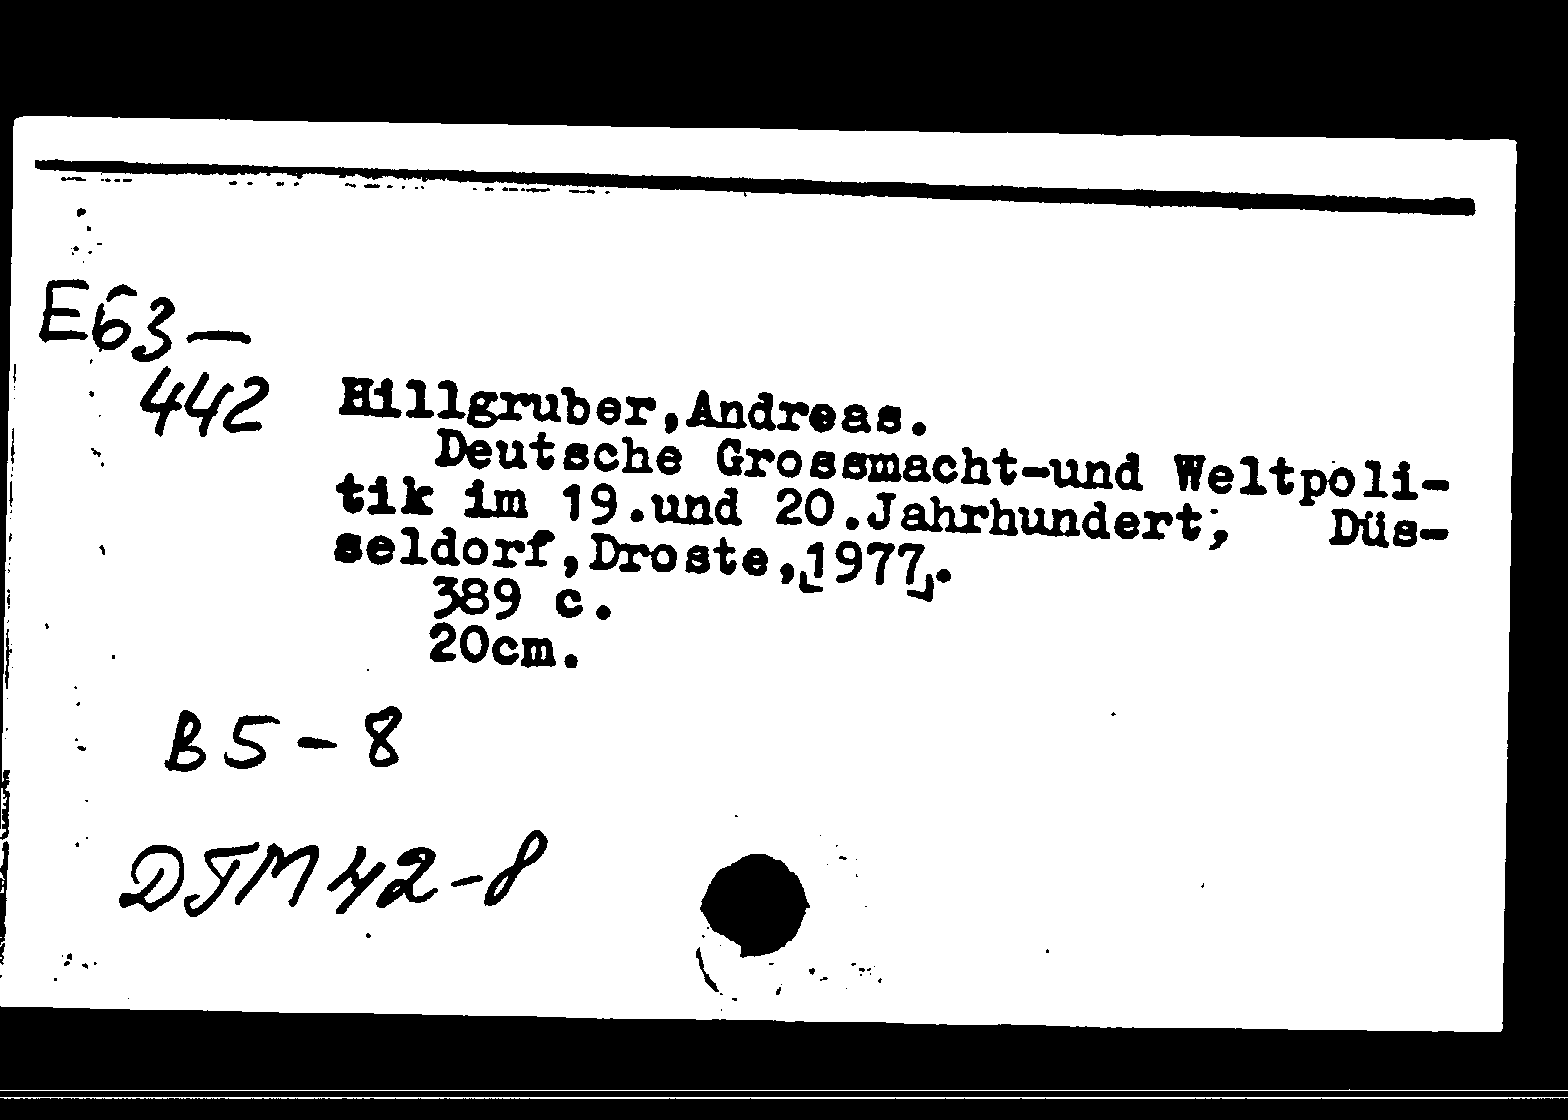 E63-
442
Hillgruber,Andreas.
Deutsche Grossmacht-und Weltpoli-
tik im 19.und 20.Jahrhundert; Düs-
seldorf,Droste,[1977].
389 c.
20cm.
B5-8
DJM42-8